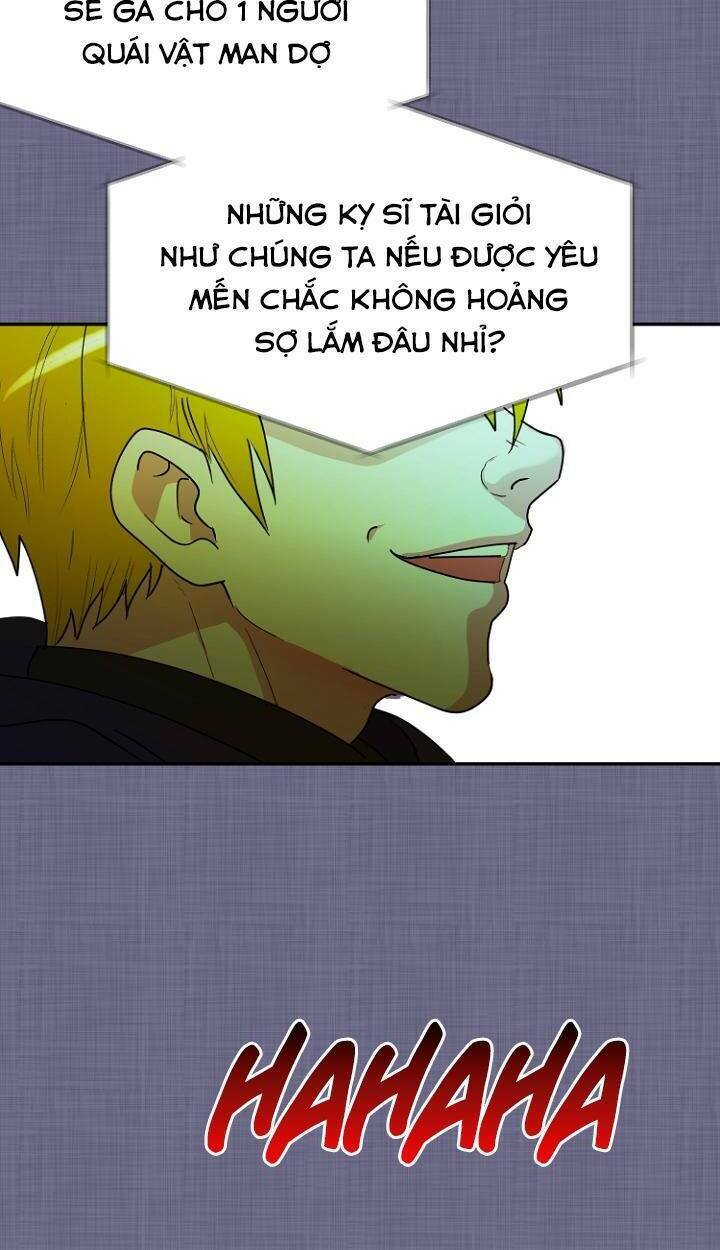 SẼ GẢ CHO 1 NGƯỜI
QUÁI VẬT MAN DỢ
NHỮNG KỴ SĨ TÀI GIỎI
NHƯ CHÚNG TA NẾU ĐƯỢC YÊU
MẾN CHẮC KHÔNG HOẢNG
SỢ LẮM ĐÂU NHỈ?
HAHAHA